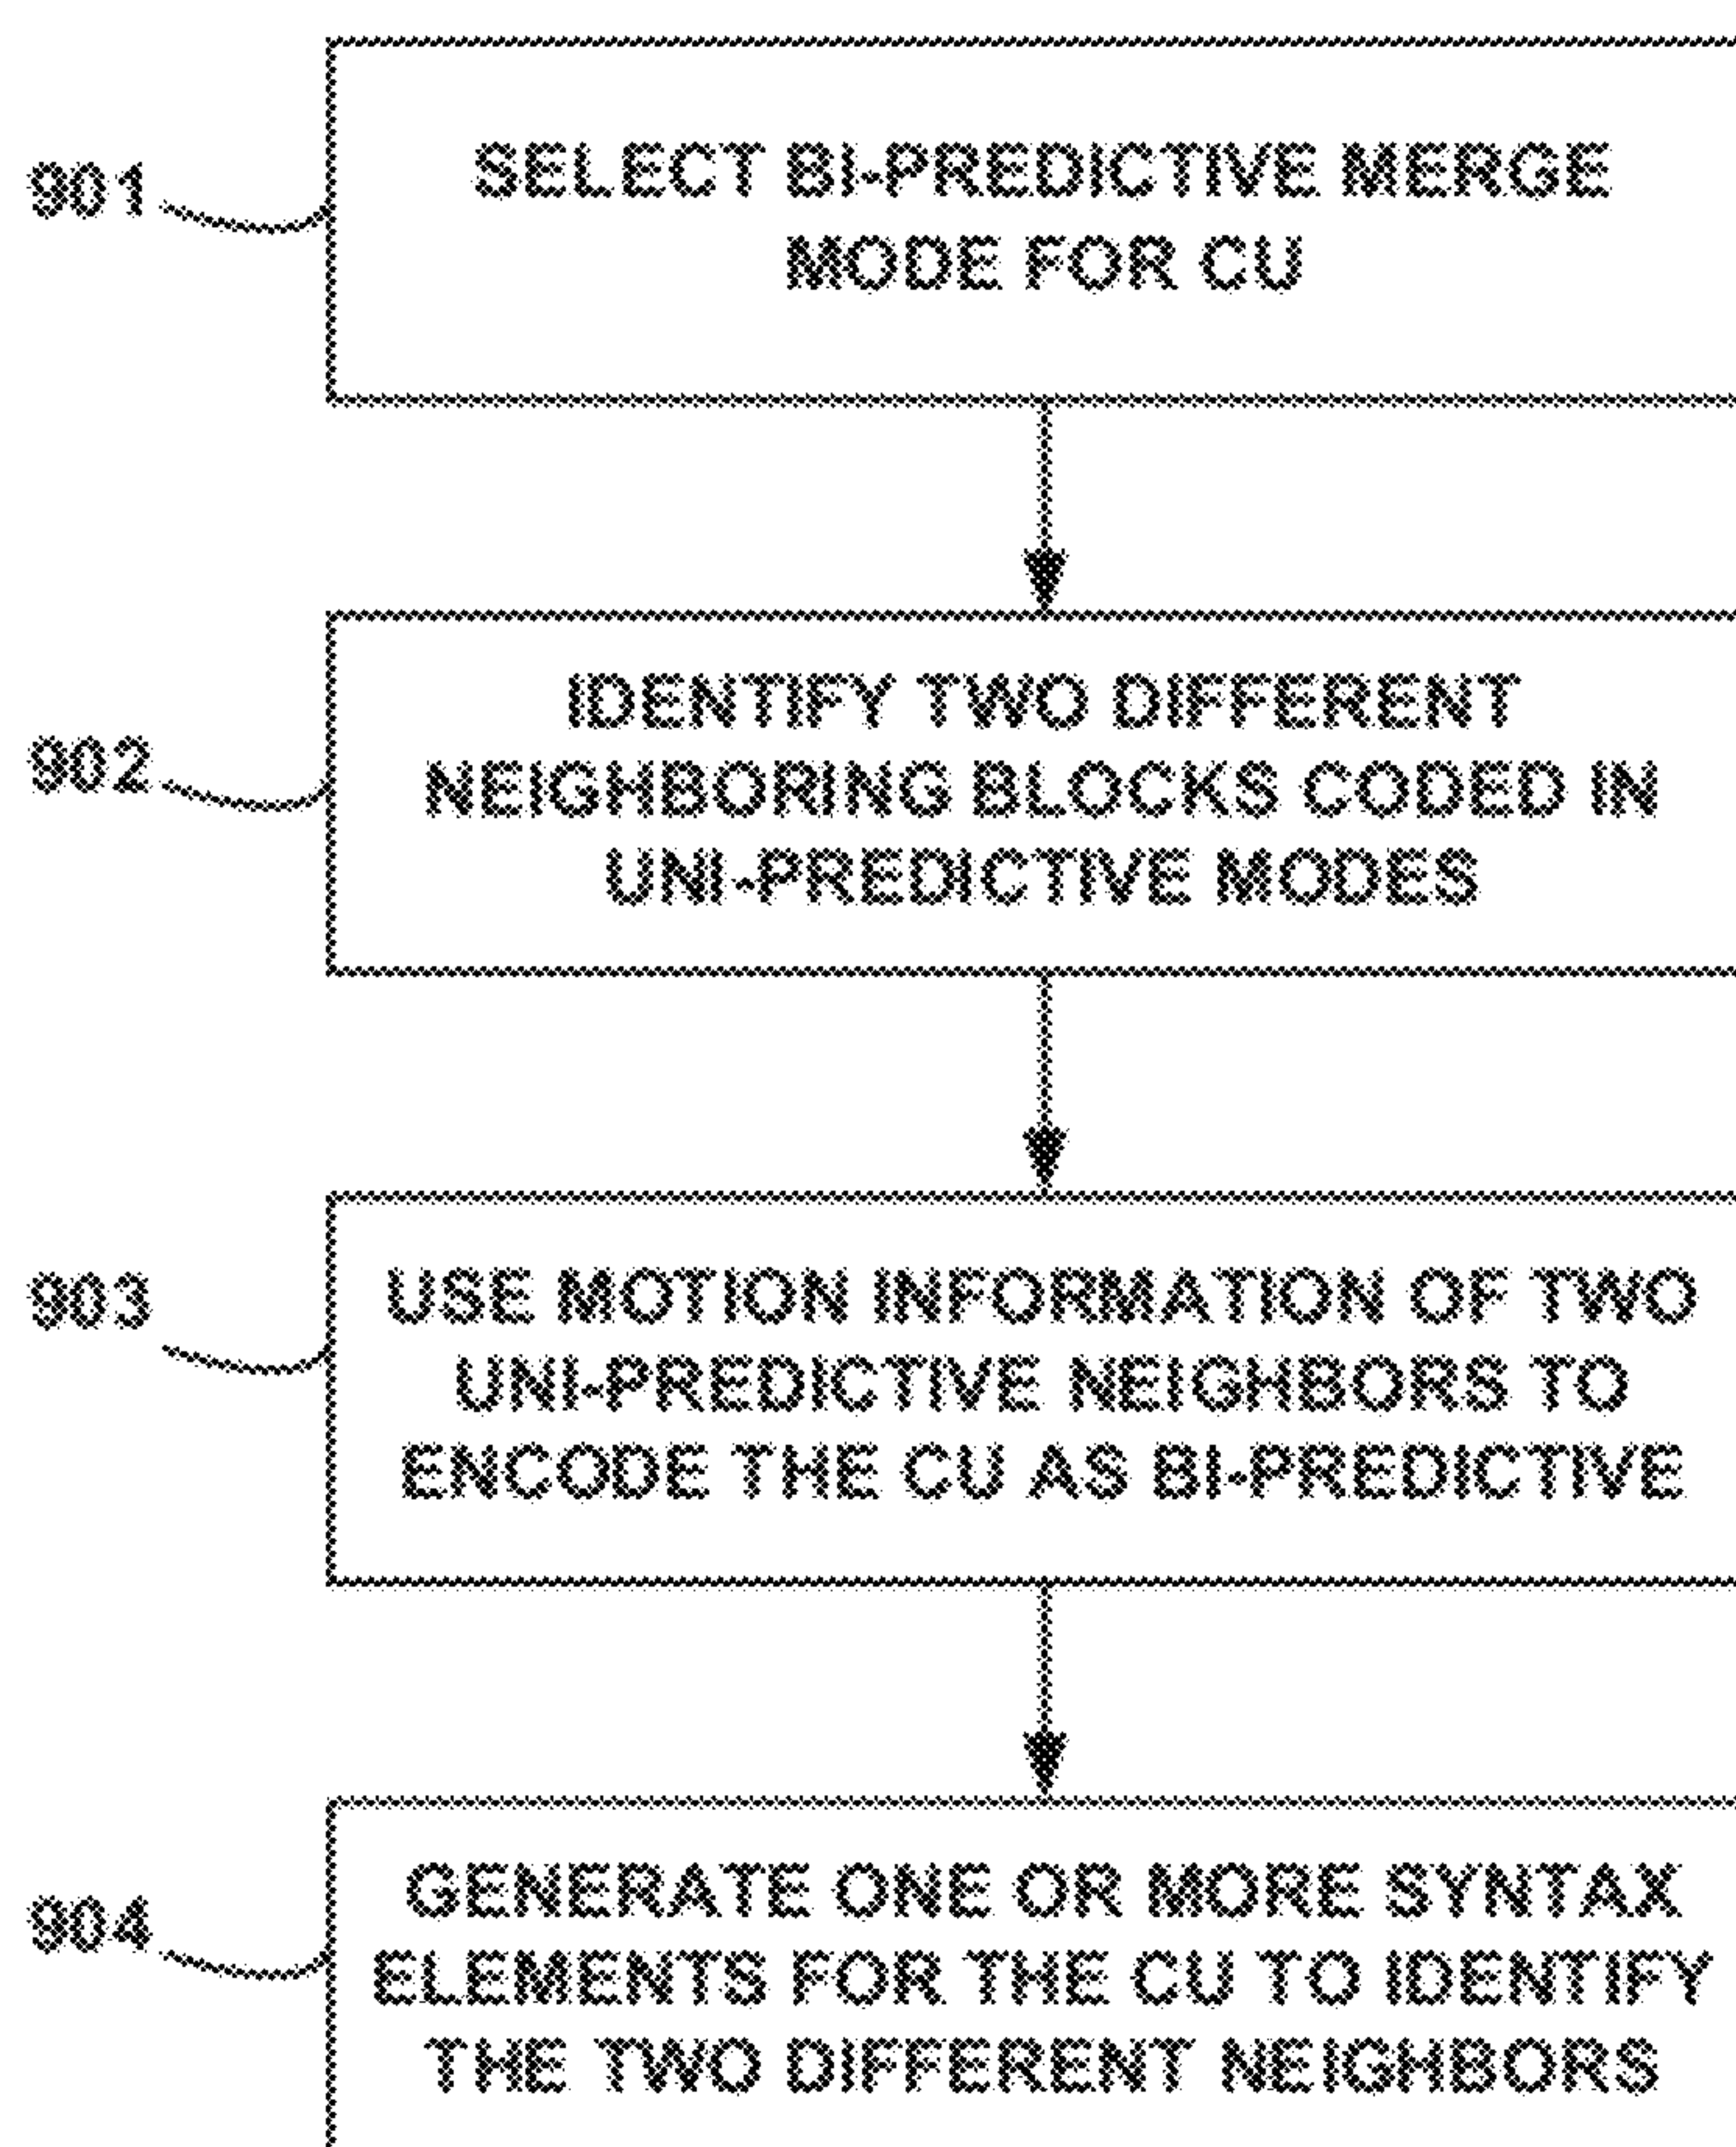 901
SELECT BI-PREDICTIVE MERGE
MODE FOR CU
902
IDENTIFY TWO DIFFERENT
NEIGHBORING BLOCKS CODED IN
UNI-PREDICTIVE MODES
903
USE MOTION INFORMATION OF TWO
UNI-PREDICTIVE NEIGHBORS TO
ENCODE THE CU AS BI-PREDICTIVE
904
GENERATE ONE OR MORE SYNTAX
ELEMENTS FOR THE CU TO IDENTIFY
THE TWO DIFFERENT NEIGHBORS